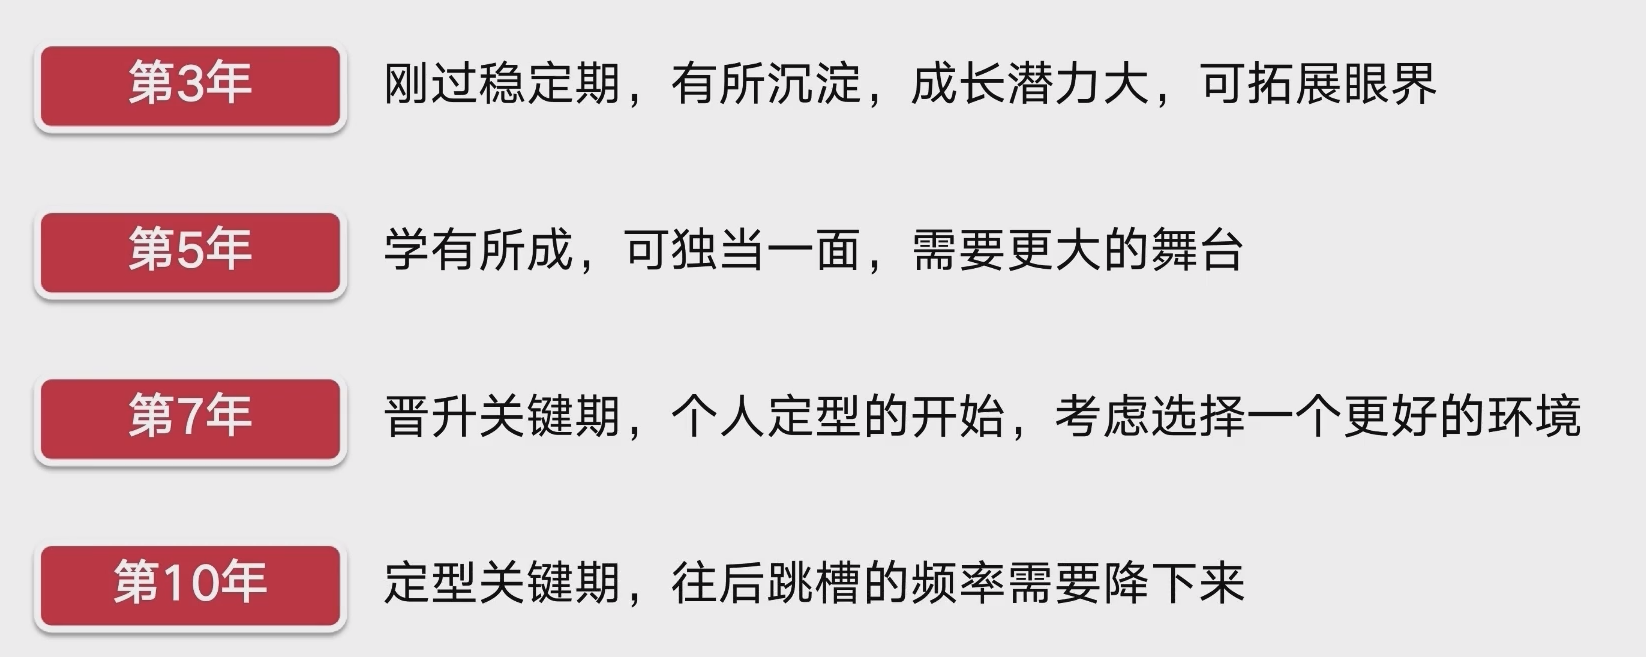 第3年 刚过稳定期，有所沉淀，成长潜力大，可拓展眼界
第5年 学有所成，可独当一面，需要更大的舞台
第7年 晋升关键期，个人定型的开始，考虑选择一个更好的环境
第10年 定型关键期，往后跳槽的频率需要降下来